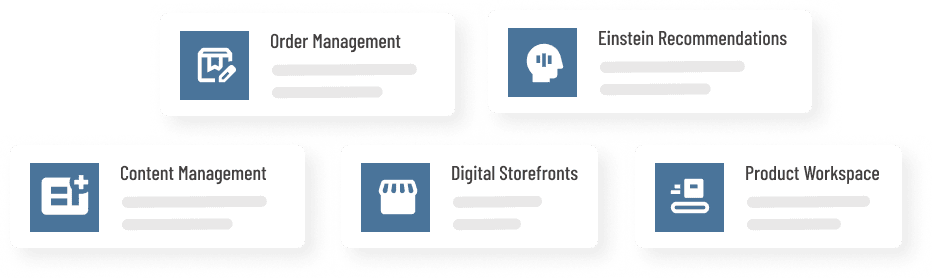 Order Management
Einstein Recommendations
Content Management
Digital Storefronts
Product Workspace